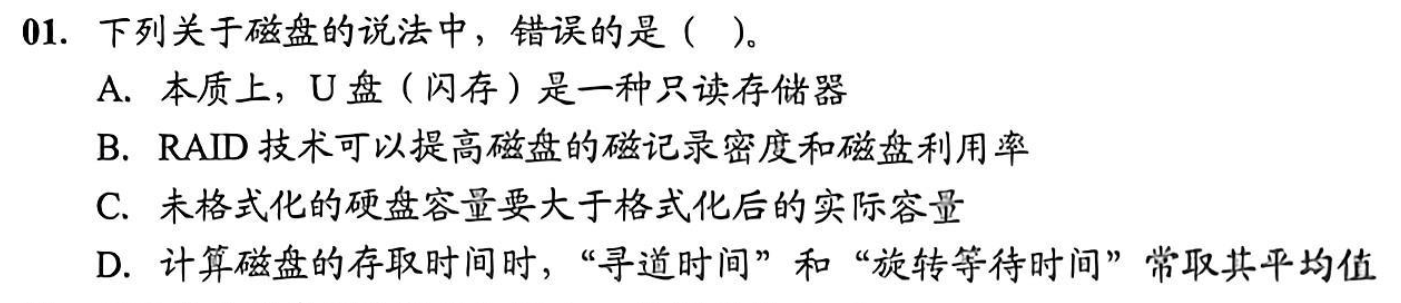 01. 下列关于磁盘的说法中，错误的是（ ）。
A. 本质上，U 盘（闪存）是一种只读存储器
B. RAID 技术可以提高磁盘的磁记录密度和磁盘利用率
C. 未格式化的硬盘容量要大于格式化后的实际容量
D. 计算磁盘的存取时间时，“寻道时间”和“旋转等待时间”常取其平均值